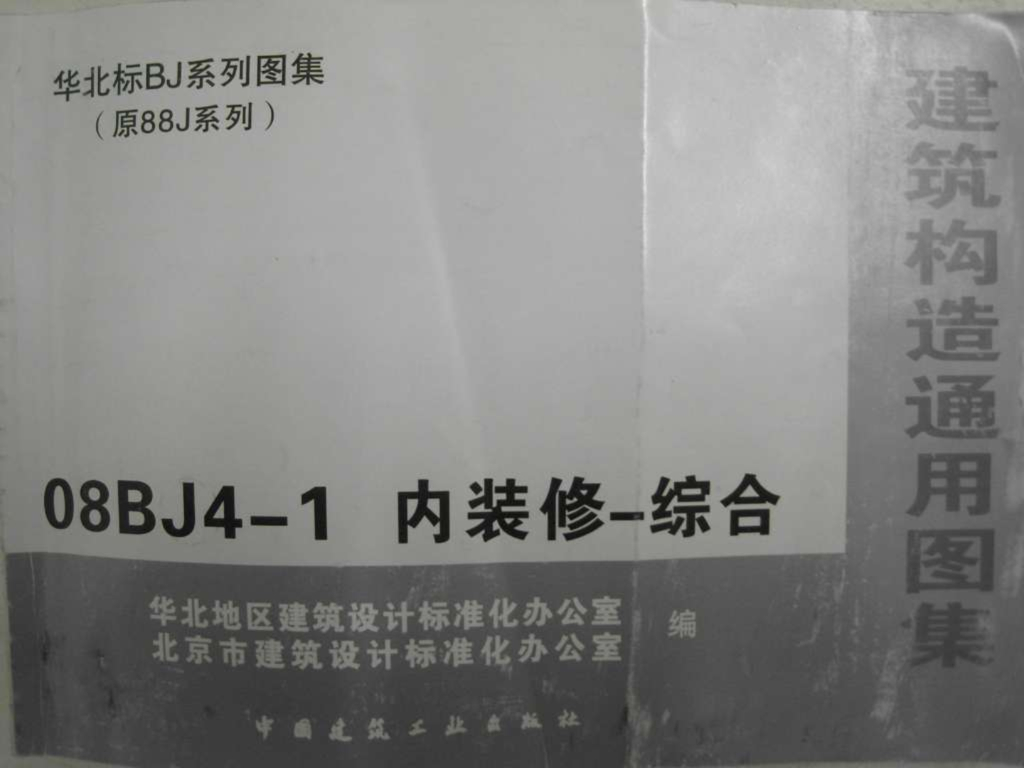 华北标BJ系列图集
（原88J系列）
建筑构造通用图集
08BJ4-1 内装修-综合
华北地区建筑设计标准化办公室
北京市建筑设计标准化办公室
编
中国建筑工业出版社